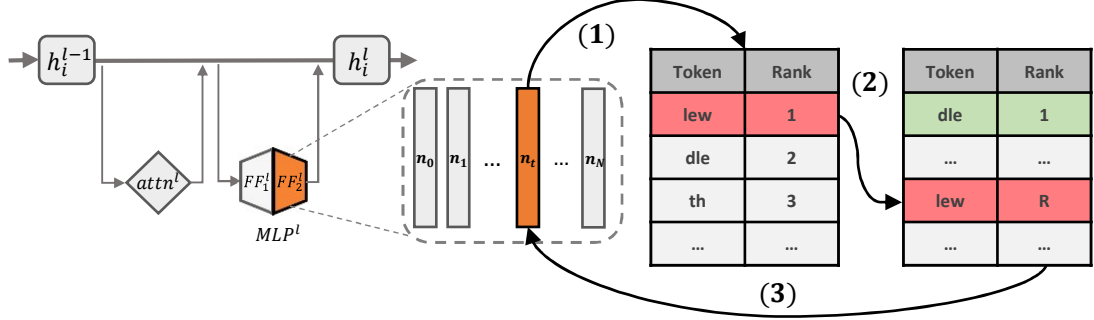 h_i^{l-1}
h_i^l
attn^l
FF_1^l FF_2^l
MLP^l
n_0 n_1 ... n_t ... n_N
(1)
Token Rank
lew 1
dle 2
th 3
... ...
(2)
Token Rank
dle 1
... ...
lew R
... ...
(3)